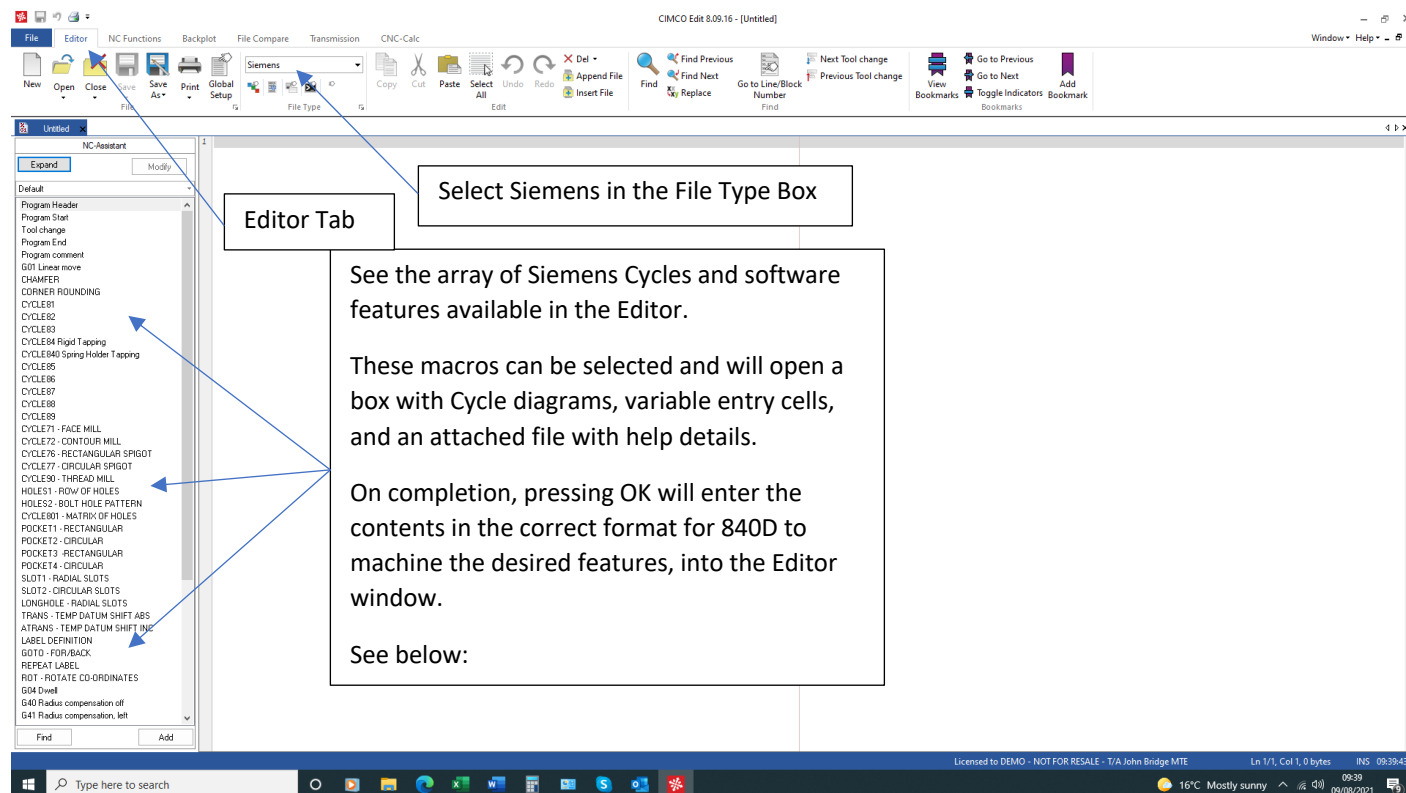 CIMCO Edit 8.09.16 - [Untitled]
File Editor NC Functions Backplot File Compare Transmission CNC-Calc Window Help
New Open Close Save Save As Print Global Setup
File
Siemens
File Type
Copy Cut Paste Select All Undo Redo
Del
Append File
Insert File
Edit
Find
Find Previous
Find Next
Replace
Go to Line/Block Number
Next Tool change
Previous Tool change
Find
View Bookmarks
Go to Previous
Go to Next
Toggle Indicators
Add Bookmark
Bookmarks
Untitled
NC-Assistant
1
Expand Modify
Default
Program Header
Program Start
Tool change
Program End
Program comment
G01 Linear move
CHAMFER
CORNER ROUNDING
CYCLE81
CYCLE82
CYCLE83
CYCLE84 Rigid Tapping
CYCLE840 Spring Holder Tapping
CYCLE85
CYCLE86
CYCLE87
CYCLE88
CYCLE89
CYCLE71 - FACE MILL
CYCLE72 - CONTOUR MILL
CYCLE76 - RECTANGULAR SPIGOT
CYCLE77 - CIRCULAR SPIGOT
CYCLE90 - THREAD MILL
HOLES1 - ROW OF HOLES
HOLES2 - BOLT HOLE PATTERN
CYCLE801 - MATRIX OF HOLES
POCKET1 - RECTANGULAR
POCKET2 - CIRCULAR
POCKET3 -RECTANGULAR
POCKET4 - CIRCULAR
SLOT1 - RADIAL SLOTS
SLOT2 - CIRCULAR SLOTS
LONGHOLE - RADIAL SLOTS
TRANS - TEMP DATUM SHIFT ABS
ATRANS - TEMP DATUM SHIFT INC
LABEL DEFINITION
GOTO - FOR/BACK
REPEAT LABEL
ROT - ROTATE CO-ORDINATES
G04 Dwell
G40 Radius compensation off
G41 Radius compensation, left
Find Add
Select Siemens in the File Type Box
Editor Tab
See the array of Siemens Cycles and software
features available in the Editor.
These macros can be selected and will open a
box with Cycle diagrams, variable entry cells,
and an attached file with help details.
On completion, pressing OK will enter the
contents in the correct format for 840D to
machine the desired features, into the Editor
window.
See below:
Licensed to DEMO - NOT FOR RESALE - T/A John Bridge MTE Ln 1/1, Col 1, 0 bytes INS 09:39:43
Type here to search
16°C Mostly sunny
09:39
09/08/2021